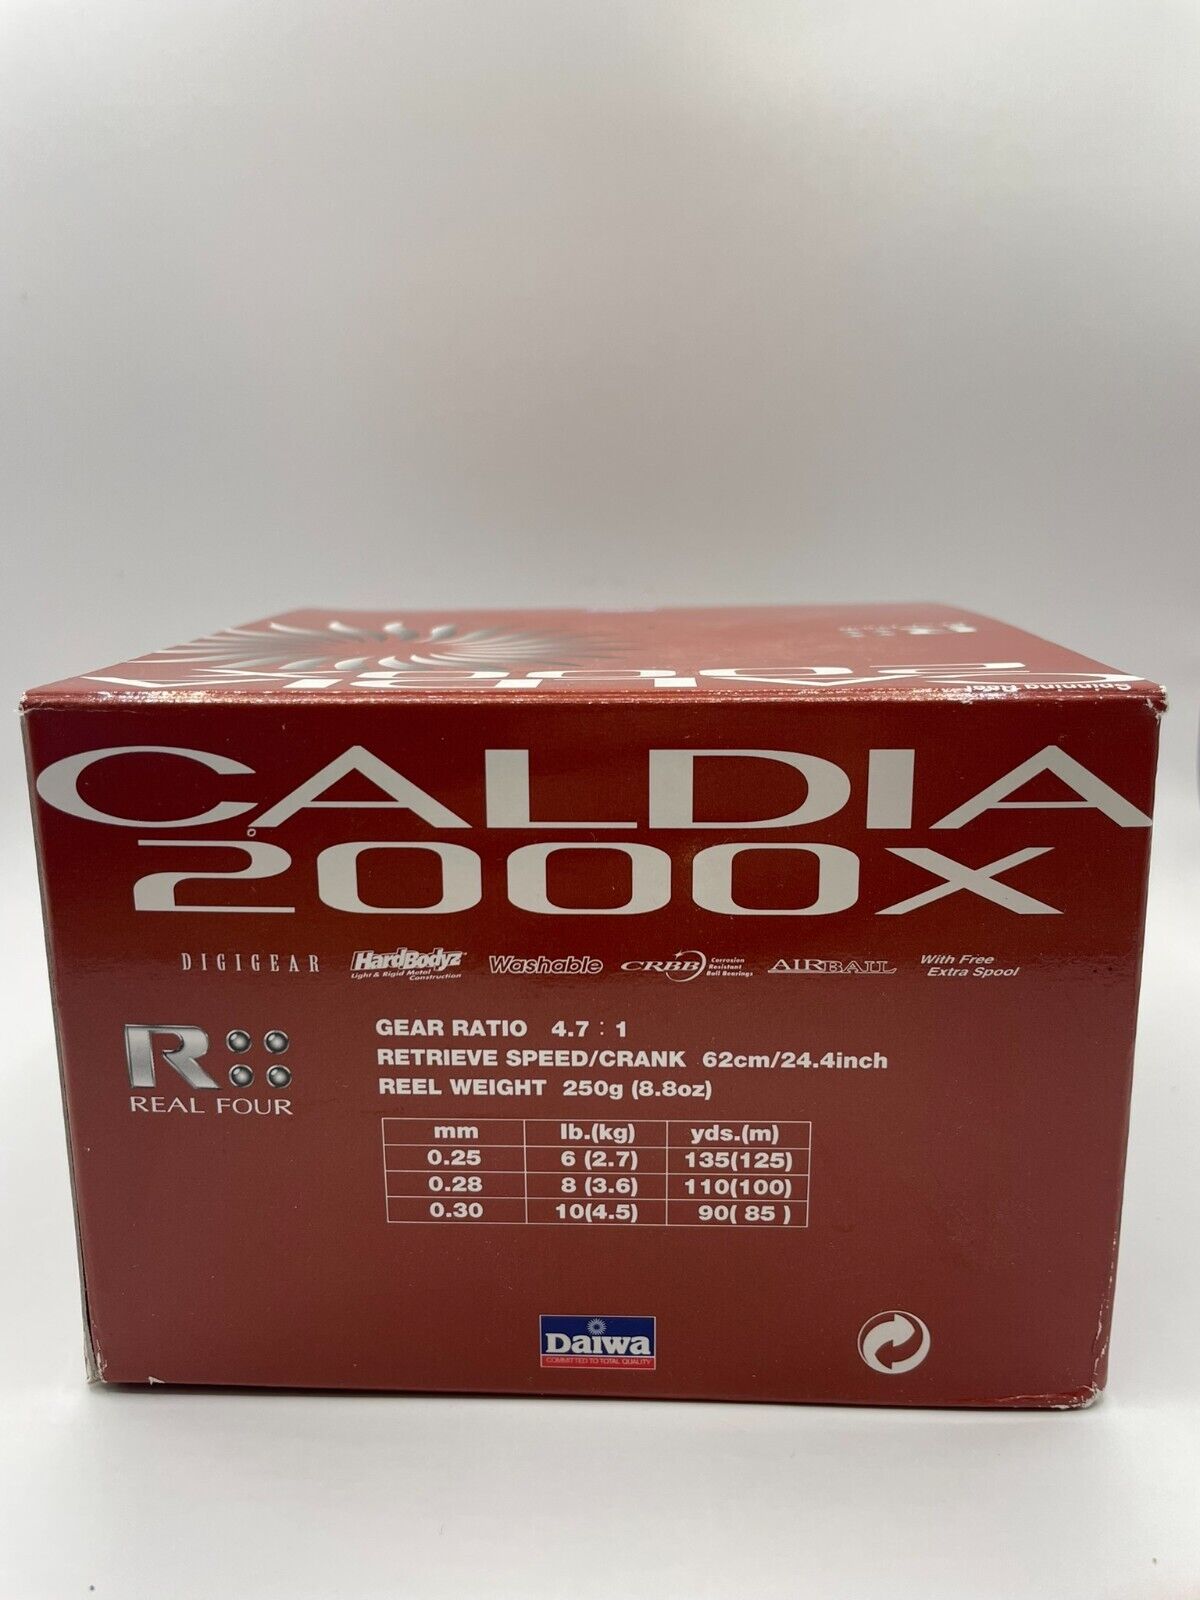 Spinning Reel
CALDIA
2000X
DIGIGEAR
HardBodyz
Light & Rigid Metal
Construction
Washable
CRBB
Corrosion
Resistant
Ball Bearings
AIRBAIL
With Free
Extra Spool
R
REAL FOUR
GEAR RATIO 4.7 : 1
RETRIEVE SPEED/CRANK 62cm/24.4inch
REEL WEIGHT 250g (8.8oz)
mm lb.(kg) yds.(m)
0.25 6 (2.7) 135(125)
0.28 8 (3.6) 110(100)
0.30 10(4.5) 90( 85 )
Daiwa
COMMITTED TO TOTAL QUALITY